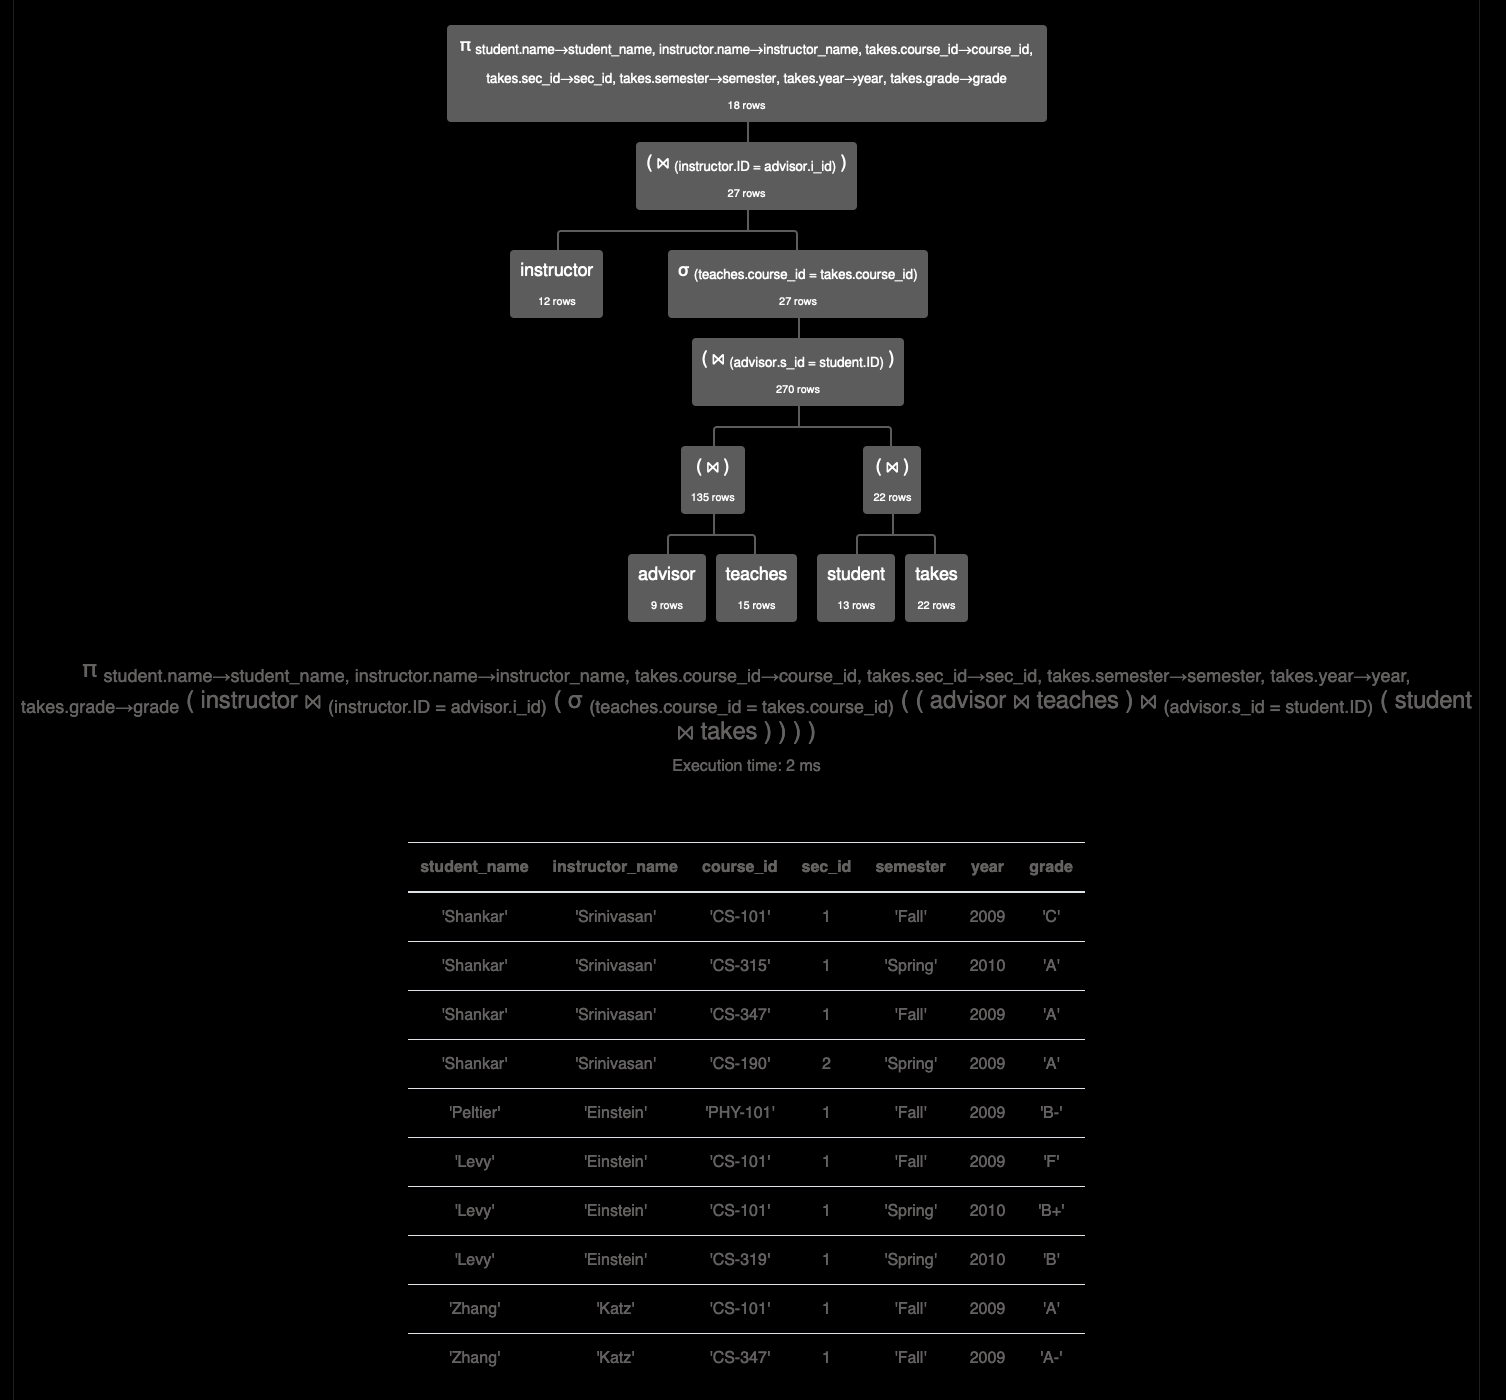 π student.name→student_name, instructor.name→instructor_name, takes.course_id→course_id,
takes.sec_id→sec_id, takes.semester→semester, takes.year→year, takes.grade→grade
18 rows
( ⋈ (instructor.ID = advisor.i_id) )
27 rows
instructor
12 rows
σ (teaches.course_id = takes.course_id)
27 rows
( ⋈ (advisor.s_id = student.ID) )
270 rows
( ⋈ )
135 rows
( ⋈ )
22 rows
advisor
9 rows
teaches
15 rows
student
13 rows
takes
22 rows
π student.name→student_name, instructor.name→instructor_name, takes.course_id→course_id, takes.sec_id→sec_id, takes.semester→semester, takes.year→year,
takes.grade→grade ( instructor ⋈ (instructor.ID = advisor.i_id) ( σ (teaches.course_id = takes.course_id) ( ( advisor ⋈ teaches ) ⋈ (advisor.s_id = student.ID) ( student
⋈ takes ) ) ) )
Execution time: 2 ms
student_name instructor_name course_id sec_id semester year grade
'Shankar' 'Srinivasan' 'CS-101' 1 'Fall' 2009 'C'
'Shankar' 'Srinivasan' 'CS-315' 1 'Spring' 2010 'A'
'Shankar' 'Srinivasan' 'CS-347' 1 'Fall' 2009 'A'
'Shankar' 'Srinivasan' 'CS-190' 2 'Spring' 2009 'A'
'Peltier' 'Einstein' 'PHY-101' 1 'Fall' 2009 'B-'
'Levy' 'Einstein' 'CS-101' 1 'Fall' 2009 'F'
'Levy' 'Einstein' 'CS-101' 1 'Spring' 2010 'B+'
'Levy' 'Einstein' 'CS-319' 1 'Spring' 2010 'B'
'Zhang' 'Katz' 'CS-101' 1 'Fall' 2009 'A'
'Zhang' 'Katz' 'CS-347' 1 'Fall' 2009 'A-'